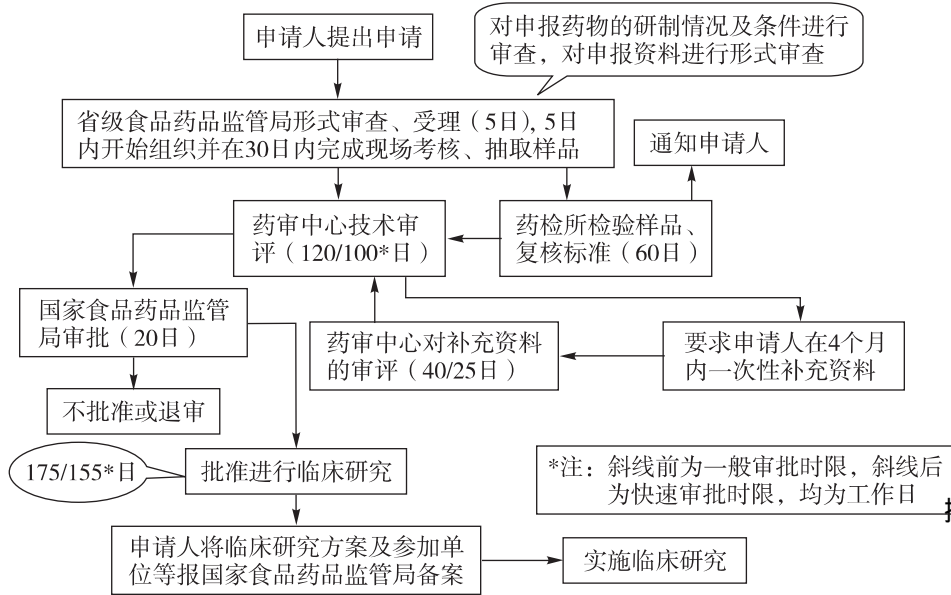 申请人提出申请
对申报药物的研制情况及条件进行
审查，对申报资料进行形式审查
省级食品药品监管局形式审查、受理（5日），5日
内开始组织并在30日内完成现场考核、抽取样品
通知申请人
药审中心技术审
评（120/100*日）
药检所检验样品、
复核标准（60日）
国家食品药品监管
局审批（20日）
药审中心对补充资料
的审评（40/25日）
要求申请人在4个月
内一次性补充资料
不批准或退审
175/155*日
批准进行临床研究
*注：斜线前为一般审批时限，斜线后
为快速审批时限，均为工作日
申请人将临床研究方案及参加单
位等报国家食品药品监管局备案
实施临床研究